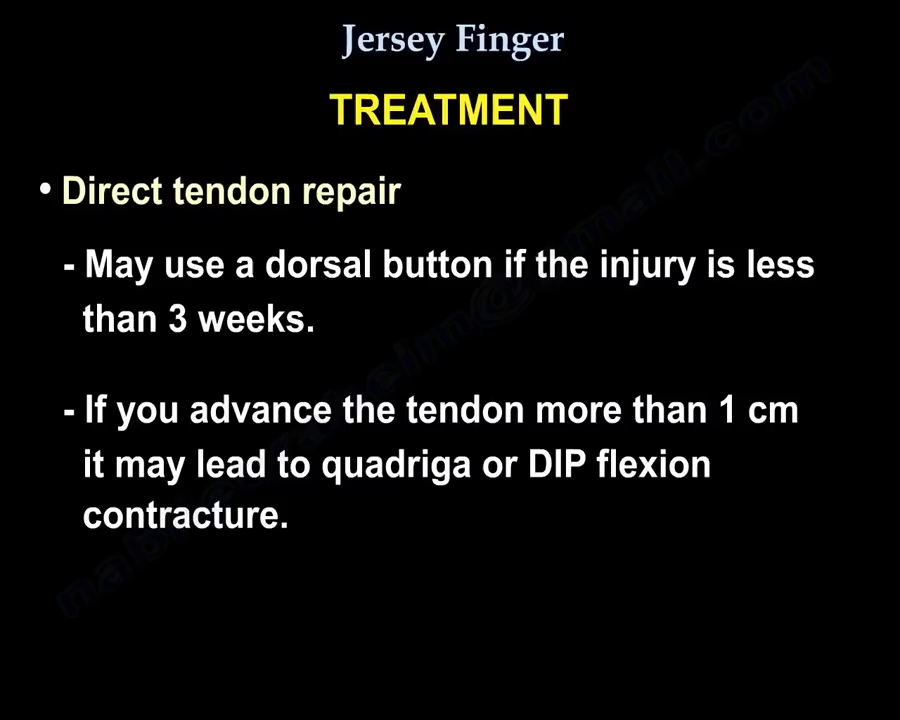 Jersey Finger
TREATMENT
• Direct tendon repair
- May use a dorsal button if the injury is less
than 3 weeks.
- If you advance the tendon more than 1 cm
it may lead to quadriga or DIP flexion
contracture.